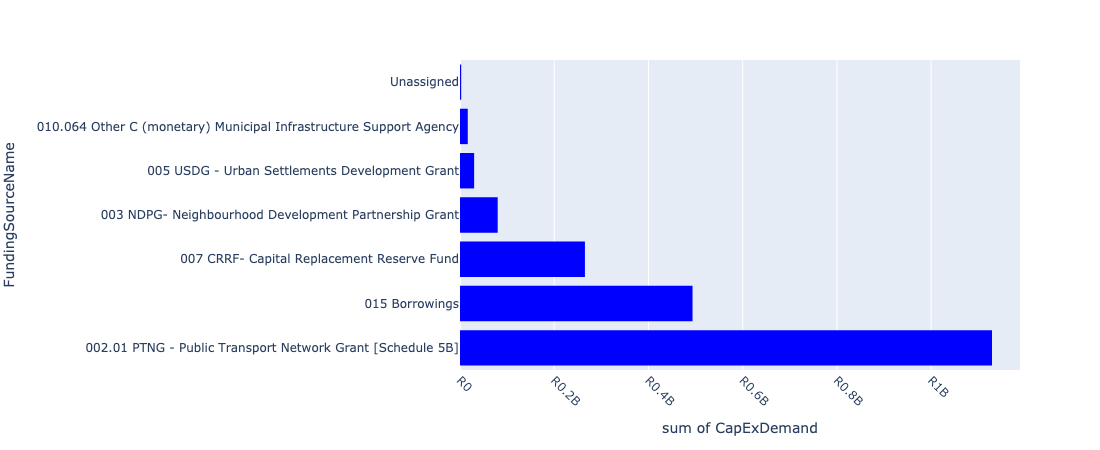 Unassigned
010.064 Other C (monetary) Municipal Infrastructure Support Agency
005 USDG - Urban Settlements Development Grant
003 NDPG- Neighbourhood Development Partnership Grant
007 CRRF- Capital Replacement Reserve Fund
015 Borrowings
002.01 PTNG - Public Transport Network Grant [Schedule 5B]
FundingSourceName
R0
R0.2B
R0.4B
R0.6B
R0.8B
R1B
sum of CapExDemand